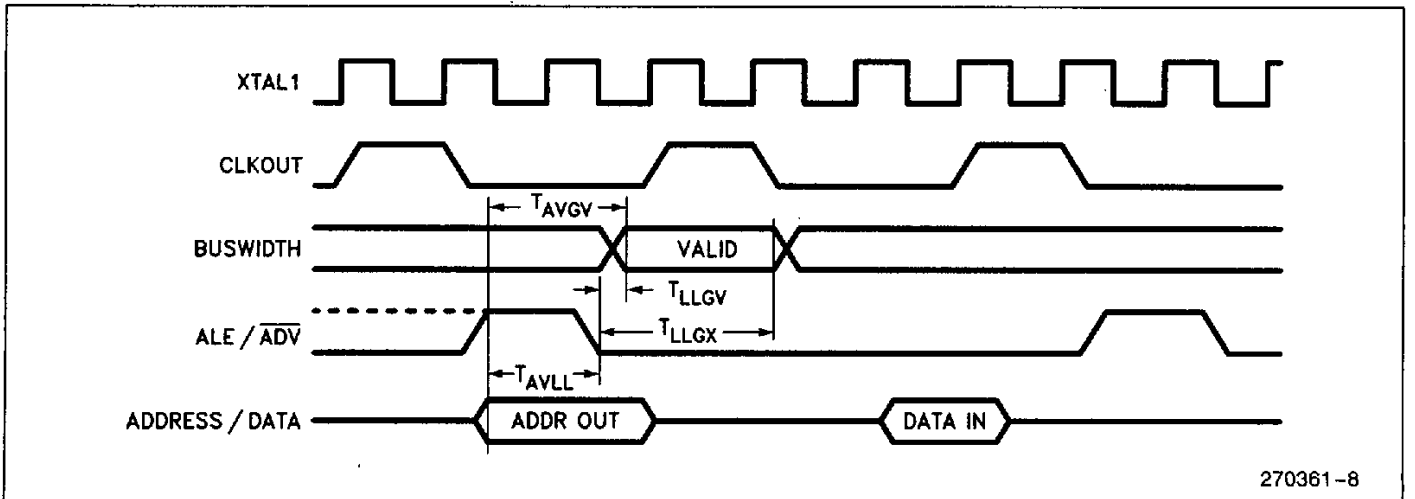 XTAL1
CLKOUT
TAVGV
BUSWIDTH
VALID
TLLGV
ALE / ADV
TLLGX
TAVLL
ADDRESS / DATA
ADDR OUT
DATA IN
270361-8